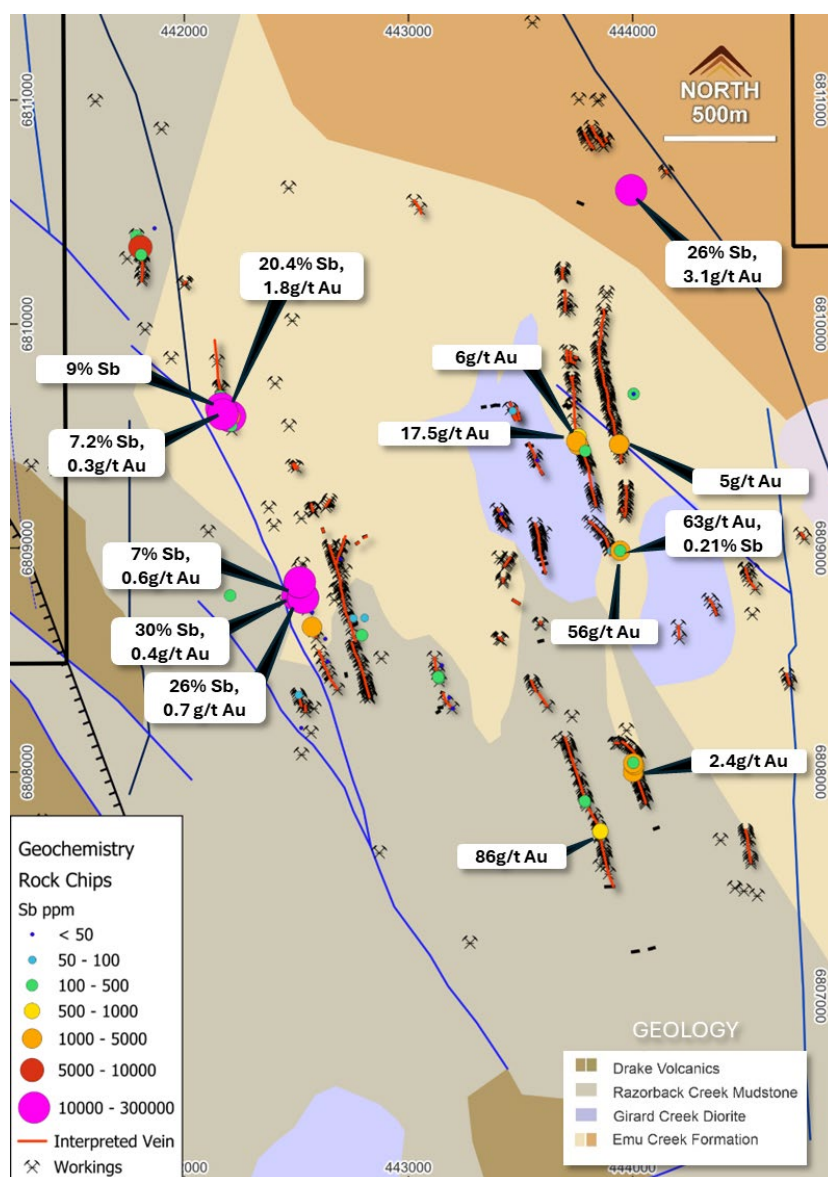 442000
443000
444000
6811000
6811000
NORTH
500m
26% Sb,
3.1g/t Au
20.4% Sb,
1.8g/t Au
6810000
6810000
9% Sb
6g/t Au
7.2% Sb,
0.3g/t Au
17.5g/t Au
5g/t Au
6809000
6809000
63g/t Au,
0.21% Sb
7% Sb,
0.6g/t Au
56g/t Au
30% Sb,
0.4g/t Au
26% Sb,
0.7 g/t Au
6808000
6808000
2.4g/t Au
86g/t Au
6807000
Geochemistry
Rock Chips
Sb ppm
< 50
50 - 100
100 - 500
500 - 1000
1000 - 5000
5000 - 10000
10000 - 300000
Interpreted Vein
Workings
GEOLOGY
Drake Volcanics
Razorback Creek Mudstone
Girard Creek Diorite
Emu Creek Formation
443000
444000